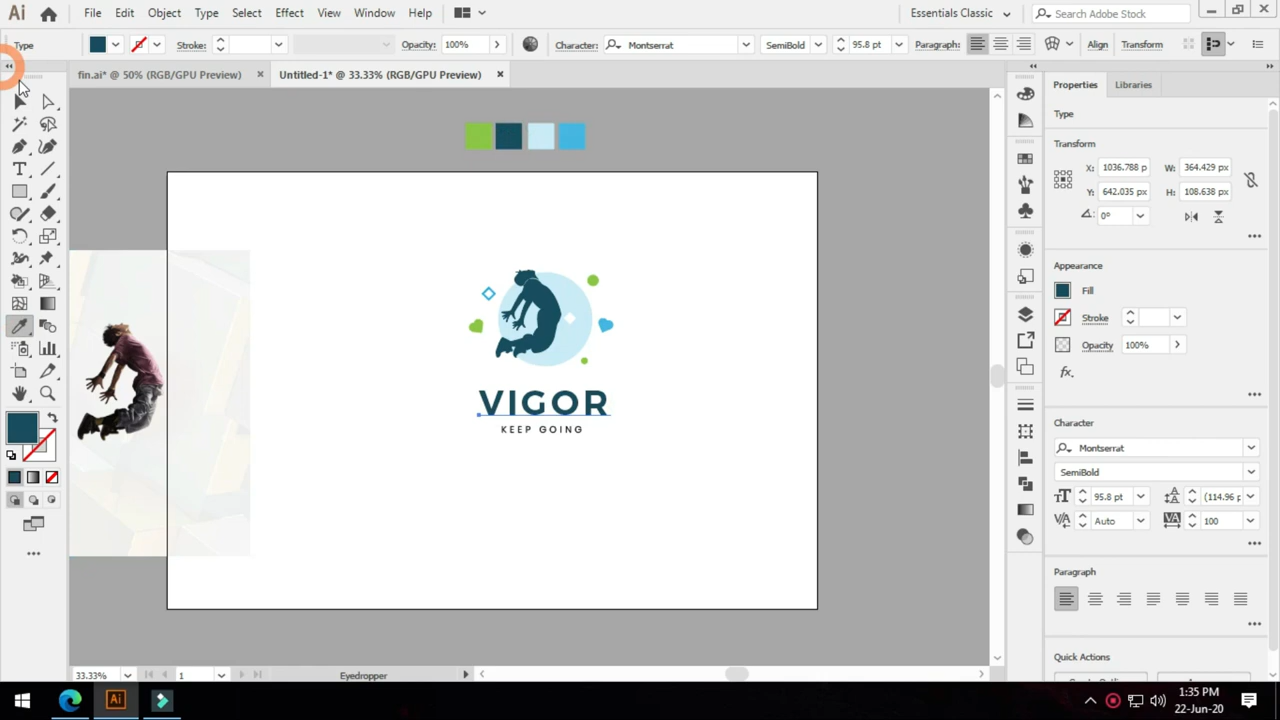 Ai File Edit Object Type Select Effect View Window Help Essentials Classic Search Adobe Stock
Type Stroke: Opacity: 100% Character: Montserrat SemiBold 95.8 pt Paragraph: Align Transform
fin.ai* @ 50% (RGB/GPU Preview) Untitled-1* @ 33.33% (RGB/GPU Preview)
Properties Libraries
Type
Transform
X: 1036.788 p W: 364.429 px
Y: 642.035 px H: 108.638 px
0°
Appearance
Fill
Stroke
Opacity 100%
fx
VIGOR
KEEP GOING
Character
Montserrat
SemiBold
95.8 pt (114.96 p
Auto 100
Paragraph
Quick Actions
33.33% 1 Eyedropper
Ai
1:35 PM
22-Jun-20